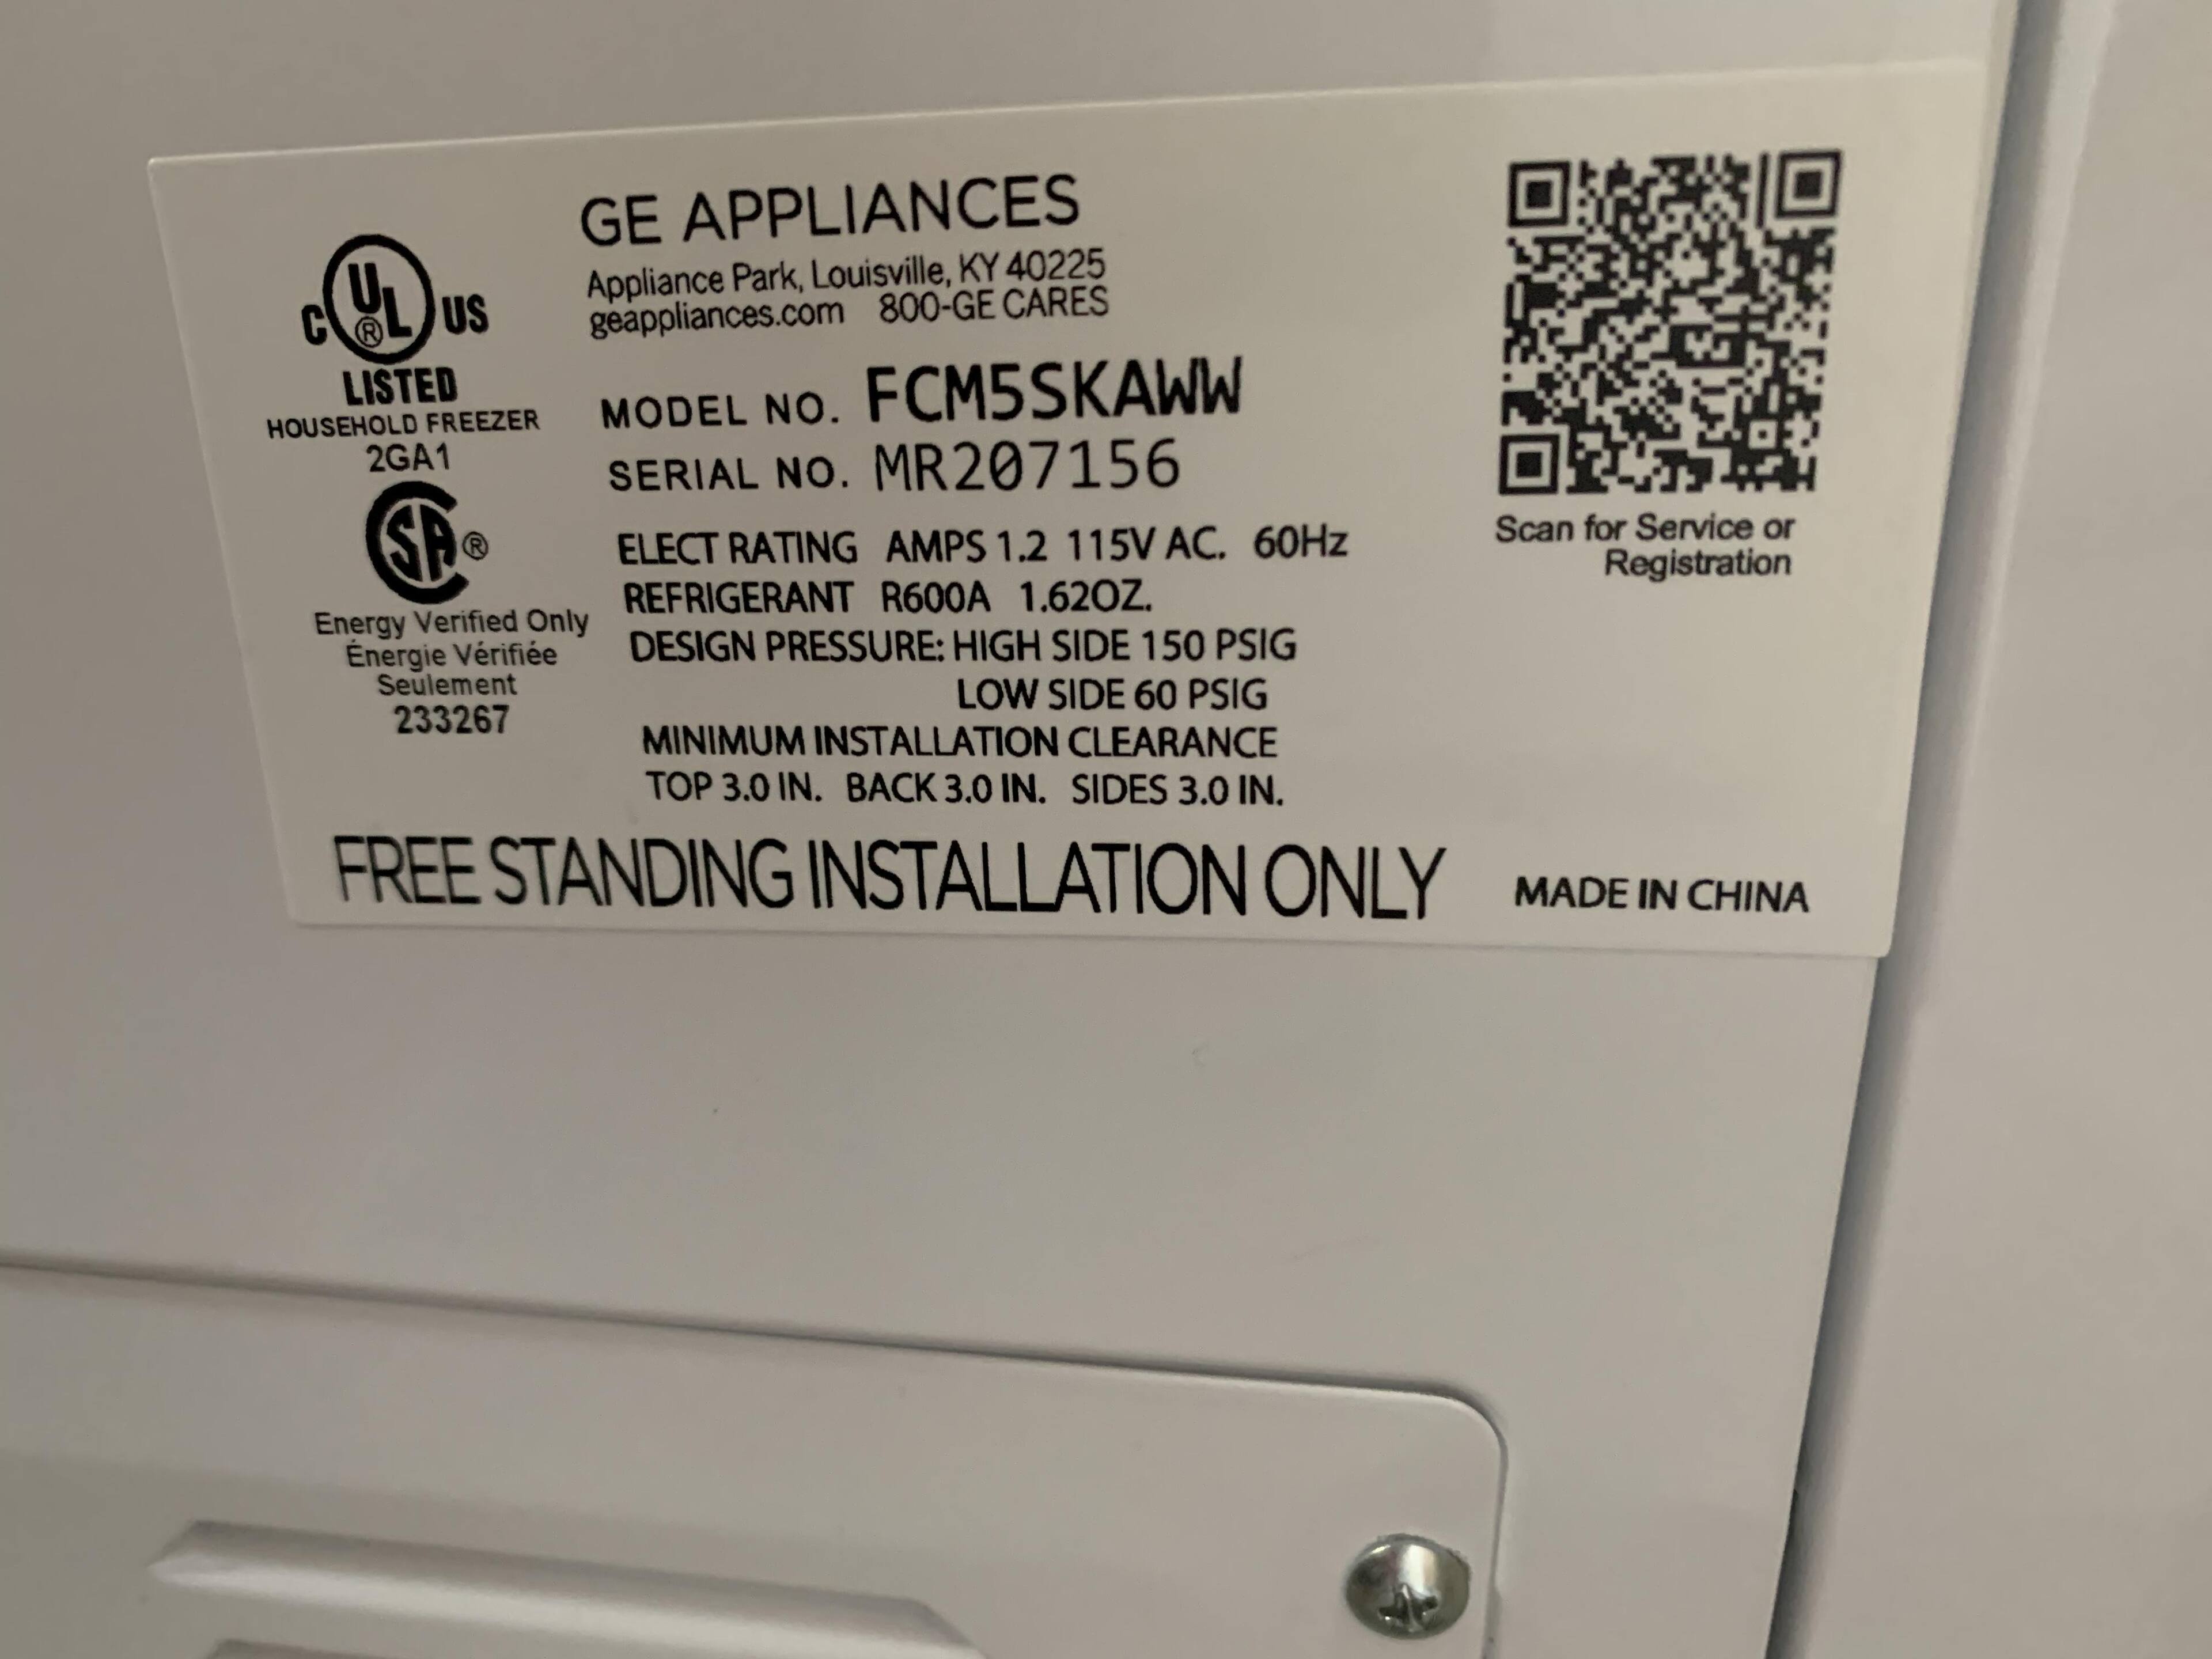 GE APPLIANCES
Appliance Park, Louisville, KY 40225
geappliances.com 800-GE CARES
C UL® US
LISTED
HOUSEHOLD FREEZER
2GA1
SA®
Energy Verified Only
Énergie Vérifiée
Seulement
233267
MODEL NO. FCM5SKAWW
SERIAL NO. MR207156
ELECT RATING AMPS 1.2 115V AC. 60Hz
REFRIGERANT R600A 1.62OZ.
DESIGN PRESSURE: HIGH SIDE 150 PSIG
LOW SIDE 60 PSIG
MINIMUM INSTALLATION CLEARANCE
TOP 3.0 IN. BACK 3.0 IN. SIDES 3.0 IN.
Scan for Service or
Registration
FREE STANDING INSTALLATION ONLY
MADE IN CHINA